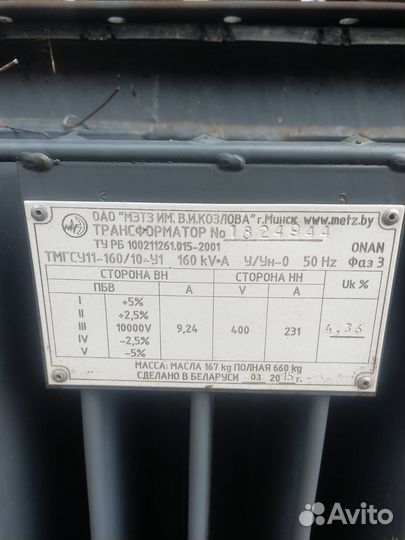 ОАО "МЭТЗ ИМ. В.И.КОЗЛОВА" г.Минск www.metz.by
ТРАНСФОРМАТОР № 1824944
ТУ РБ 100211261.015-2001 ONAN
ТМГСУ11-160/10-У1 160 kV•A У/Ун-0 50 Hz Фаз 3
СТОРОНА ВН СТОРОНА НН Uk %
ПБВ А V А
I +5%
II +2,5%
III 10000V 9,24 400 231 4,36
IV -2,5%
V -5%
МАССА: МАСЛА 167 kg ПОЛНАЯ 660 kg
СДЕЛАНО В БЕЛАРУСИ 03 2015 г.
Avito